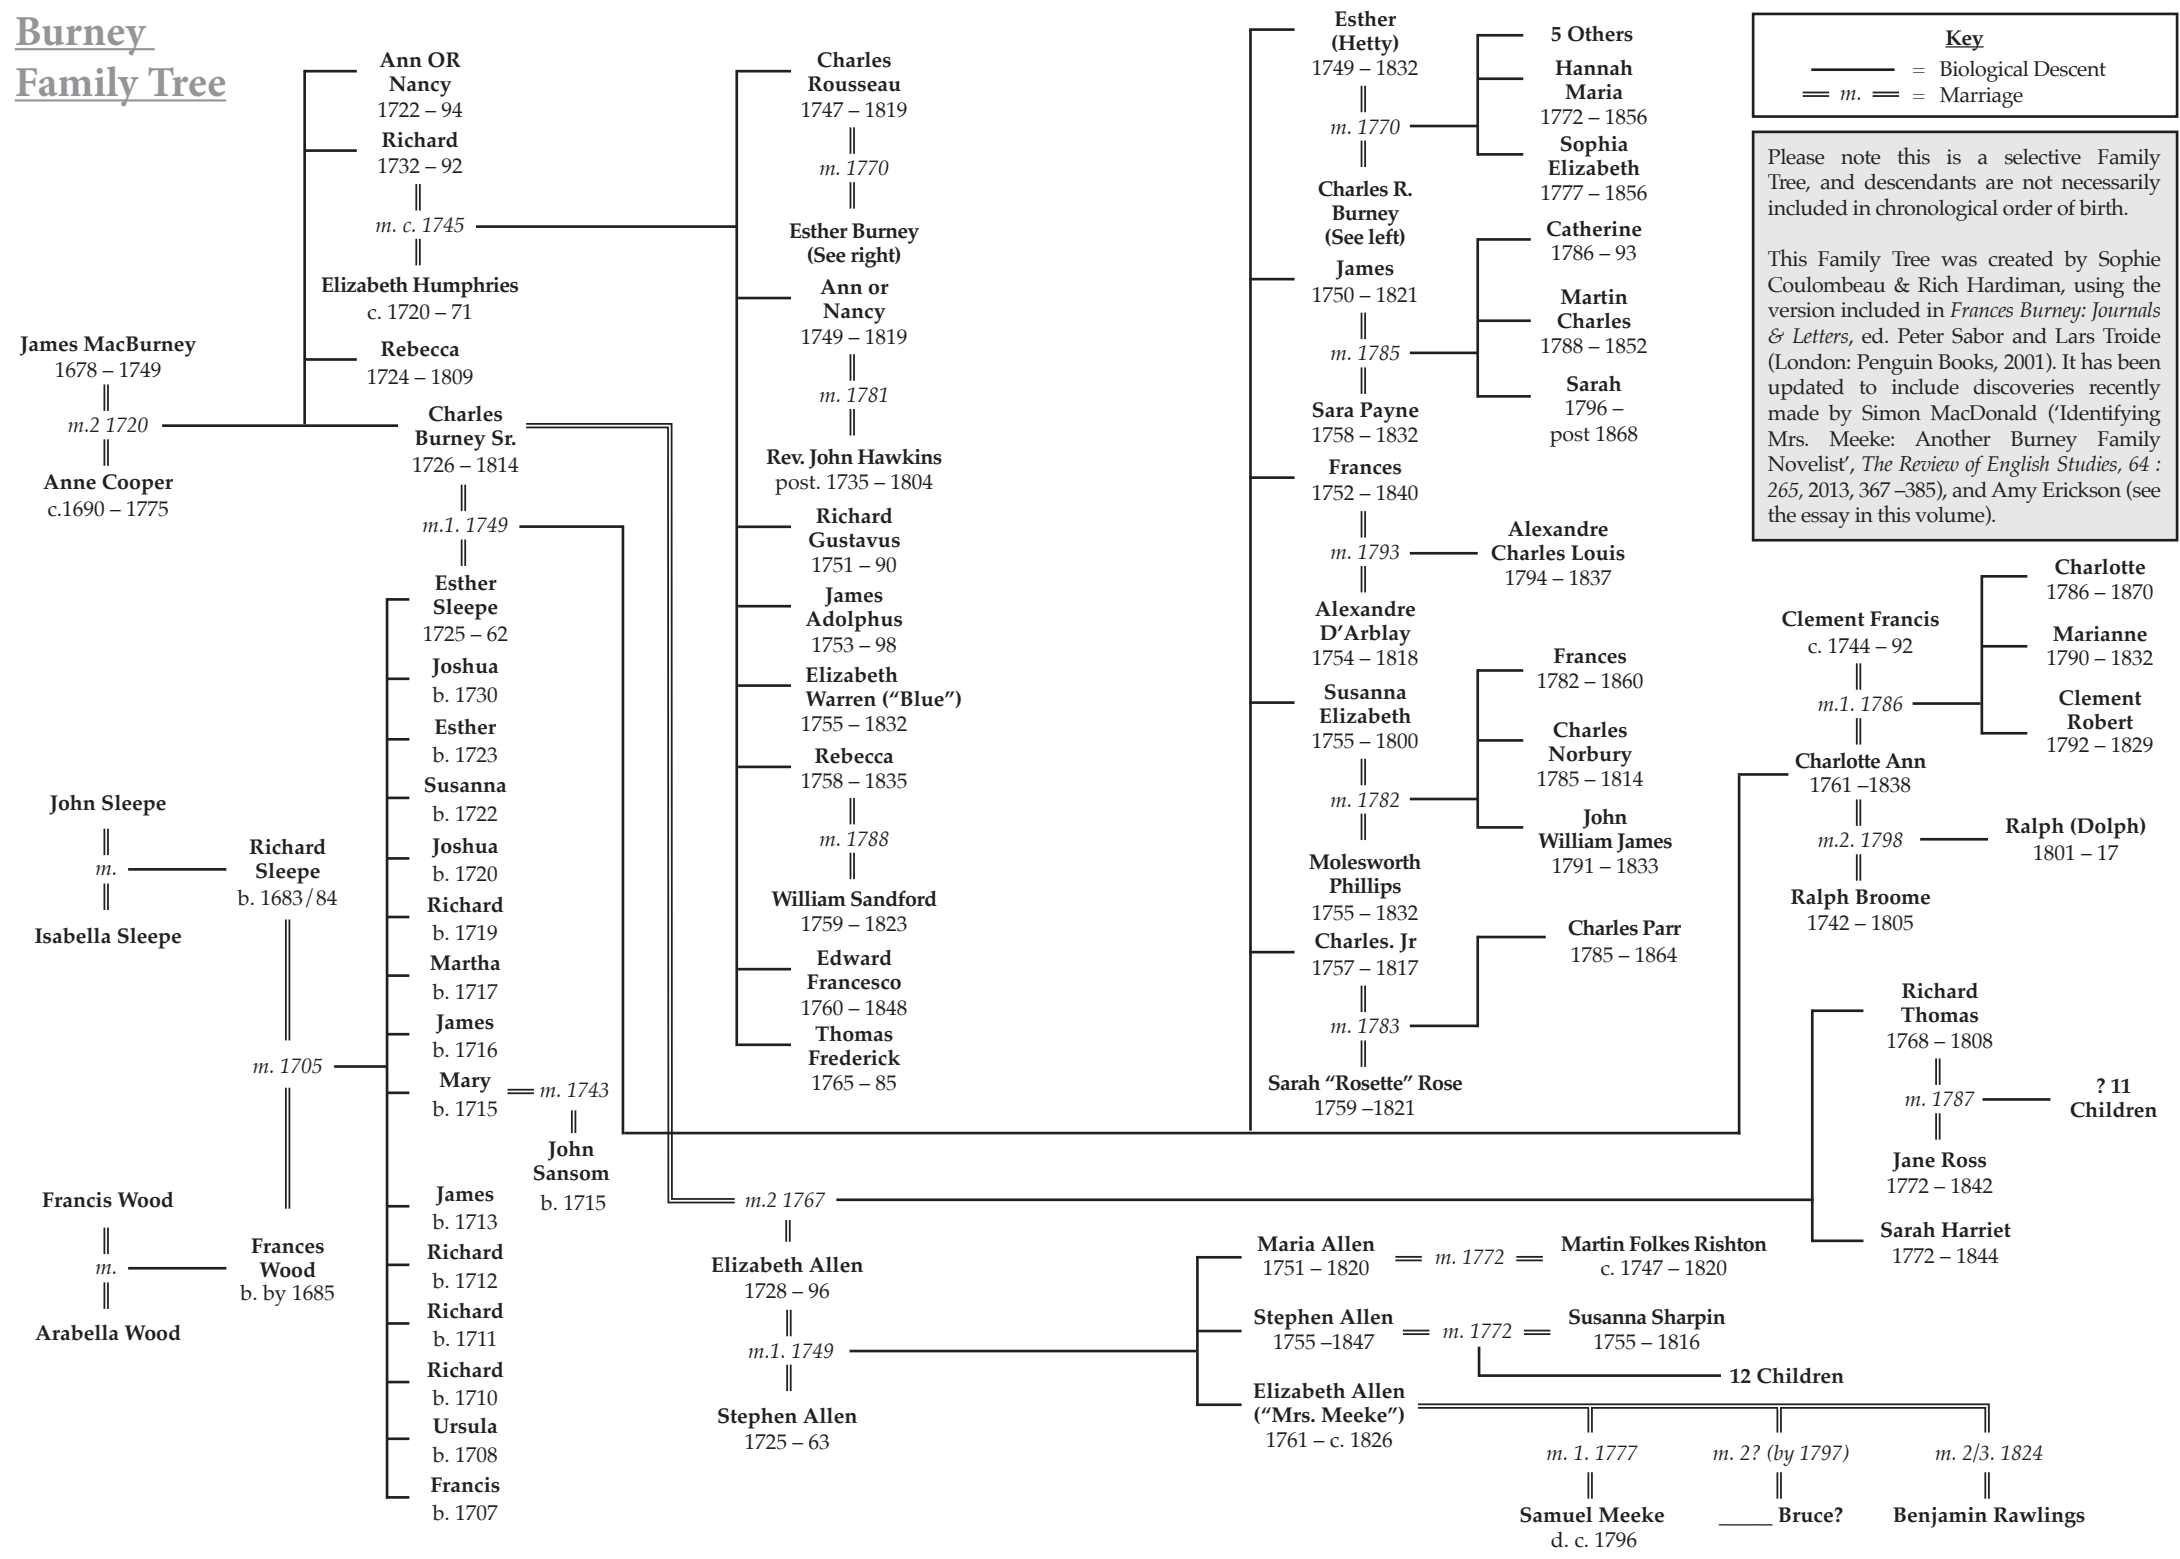 Burney
Family Tree
Ann OR
Nancy
1722 – 94
Richard
1732 – 92
m. c. 1745
Elizabeth Humphries
c. 1720 – 71
Rebecca
1724 – 1809
James MacBurney
1678 – 1749
m.2 1720
Anne Cooper
c.1690 – 1775
Charles
Burney Sr.
1726 – 1814
m.1. 1749
Esther
Sleepe
1725 – 62
Joshua
b. 1730
Esther
b. 1723
Susanna
b. 1722
Joshua
b. 1720
Richard
b. 1719
Martha
b. 1717
James
b. 1716
Mary
b. 1715
m. 1743
John
Sansom
b. 1715
James
b. 1713
Richard
b. 1712
Richard
b. 1711
Richard
b. 1710
Ursula
b. 1708
Francis
b. 1707
John Sleepe
m.
Isabella Sleepe
Richard
Sleepe
b. 1683/84
m. 1705
Francis Wood
m.
Arabella Wood
Frances
Wood
b. by 1685
Charles
Rousseau
1747 – 1819
m. 1770
Esther Burney
(See right)
Ann or
Nancy
1749 – 1819
m. 1781
Rev. John Hawkins
post. 1735 – 1804
Richard
Gustavus
1751 – 90
James
Adolphus
1753 – 98
Elizabeth
Warren (“Blue”)
1755 – 1832
Rebecca
1758 – 1835
m. 1788
William Sandford
1759 – 1823
Edward
Francesco
1760 – 1848
Thomas
Frederick
1765 – 85
m.2 1767
Elizabeth Allen
1728 – 96
m.1. 1749
Stephen Allen
1725 – 63
Esther
(Hetty)
1749 – 1832
m. 1770
Charles R.
Burney
(See left)
5 Others
Hannah
Maria
1772 – 1856
Sophia
Elizabeth
1777 – 1856
James
1750 – 1821
m. 1785
Sara Payne
1758 – 1832
Catherine
1786 – 93
Martin
Charles
1788 – 1852
Sarah
1796 –
post 1868
Frances
1752 – 1840
m. 1793
Alexandre
D’Arblay
1754 – 1818
Alexandre
Charles Louis
1794 – 1837
Susanna
Elizabeth
1755 – 1800
m. 1782
Molesworth
Phillips
1755 – 1832
Frances
1782 – 1860
Charles
Norbury
1785 – 1814
John
William James
1791 – 1833
Charles. Jr
1757 – 1817
m. 1783
Sarah “Rosette” Rose
1759 –1821
Charles Parr
1785 – 1864
Key
= Biological Descent
m. = Marriage
Please note this is a selective Family
Tree, and descendants are not necessarily
included in chronological order of birth.
This Family Tree was created by Sophie
Coulombeau & Rich Hardiman, using the
version included in Frances Burney: Journals
& Letters, ed. Peter Sabor and Lars Troide
(London: Penguin Books, 2001). It has been
updated to include discoveries recently
made by Simon MacDonald (‘Identifying
Mrs. Meeke: Another Burney Family
Novelist’, The Review of English Studies, 64 :
265, 2013, 367 –385), and Amy Erickson (see
the essay in this volume).
Clement Francis
c. 1744 – 92
m.1. 1786
Charlotte Ann
1761 –1838
m.2. 1798
Ralph Broome
1742 – 1805
Charlotte
1786 – 1870
Marianne
1790 – 1832
Clement
Robert
1792 – 1829
Ralph (Dolph)
1801 – 17
Richard
Thomas
1768 – 1808
m. 1787
Jane Ross
1772 – 1842
? 11
Children
Sarah Harriet
1772 – 1844
Maria Allen
1751 – 1820
m. 1772
Martin Folkes Rishton
c. 1747 – 1820
Stephen Allen
1755 –1847
m. 1772
Susanna Sharpin
1755 – 1816
12 Children
Elizabeth Allen
(“Mrs. Meeke”)
1761 – c. 1826
m. 1. 1777
Samuel Meeke
d. c. 1796
m. 2? (by 1797)
_____ Bruce?
m. 2/3. 1824
Benjamin Rawlings